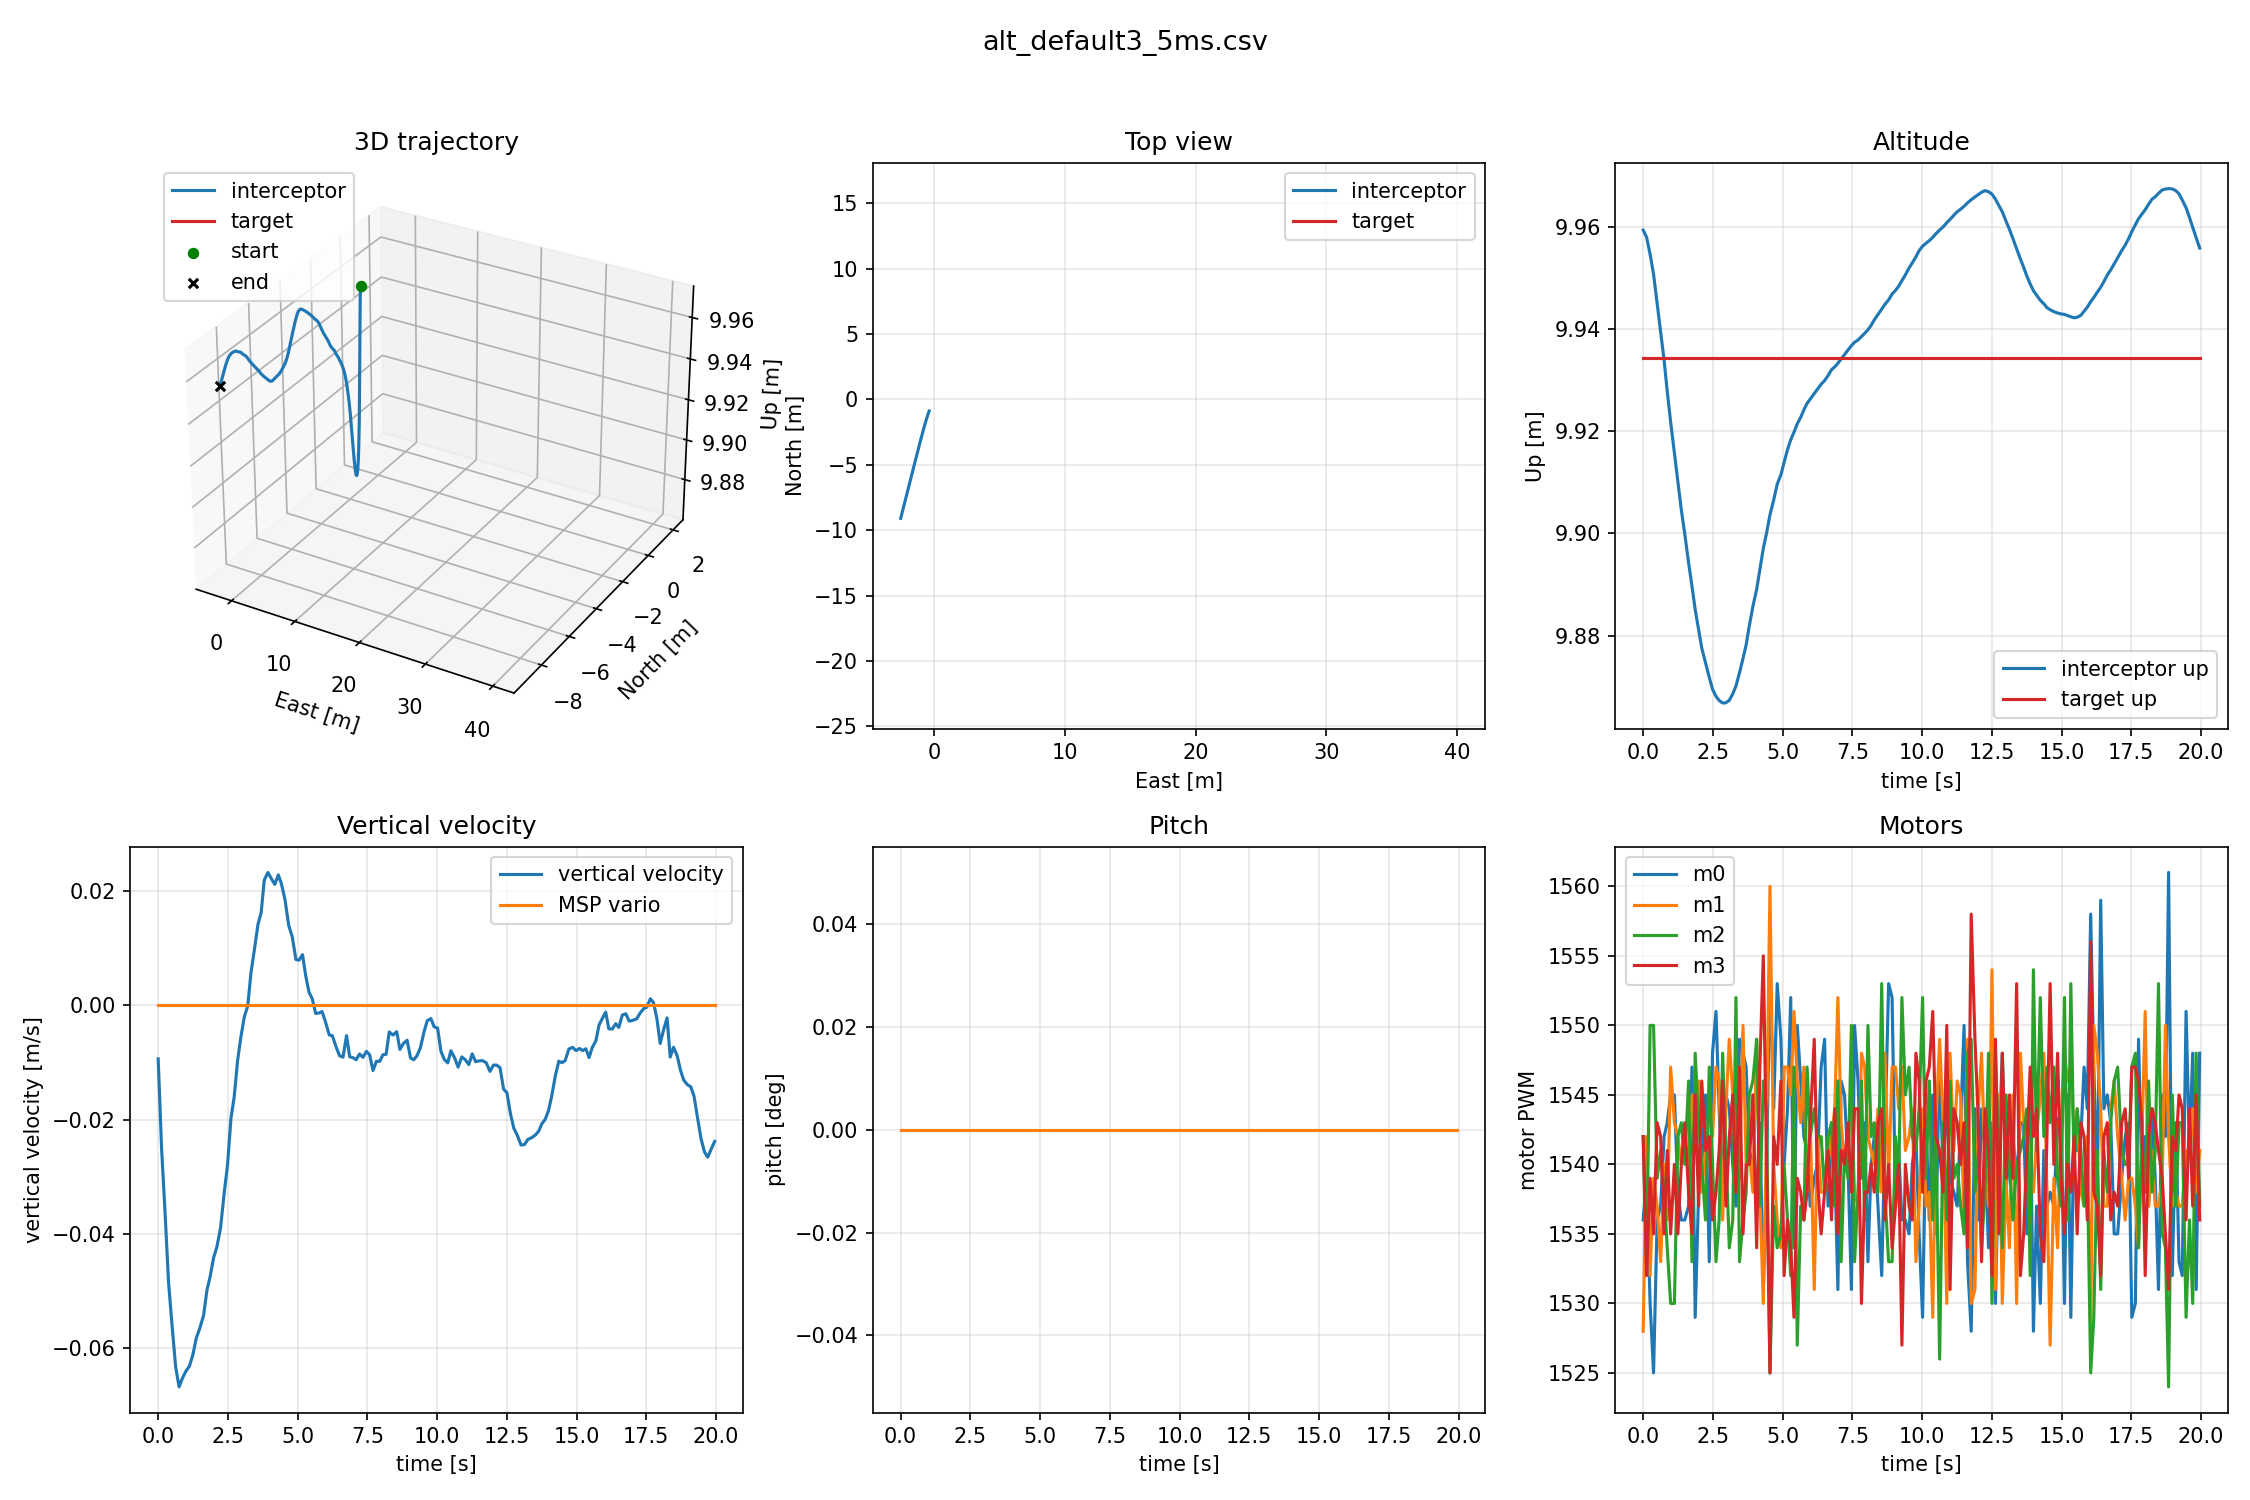 alt_default3_5ms.csv
3D trajectory
interceptor
target
start
end
9.96
9.94
9.92
9.90
9.88
Up [m]
2
0
−2
−4
−6
−8
North [m]
0
10
20
30
40
East [m]
Top view
interceptor
target
15
10
5
0
−5
−10
−15
−20
−25
North [m]
0
10
20
30
40
East [m]
Altitude
9.96
9.94
9.92
9.90
9.88
Up [m]
interceptor up
target up
0.0
2.5
5.0
7.5
10.0
12.5
15.0
17.5
20.0
time [s]
Vertical velocity
vertical velocity
MSP vario
0.02
0.00
−0.02
−0.04
−0.06
vertical velocity [m/s]
0.0
2.5
5.0
7.5
10.0
12.5
15.0
17.5
20.0
time [s]
Pitch
0.04
0.02
0.00
−0.02
−0.04
pitch [deg]
0.0
2.5
5.0
7.5
10.0
12.5
15.0
17.5
20.0
time [s]
Motors
m0
m1
m2
m3
1560
1555
1550
1545
1540
1535
1530
1525
motor PWM
0.0
2.5
5.0
7.5
10.0
12.5
15.0
17.5
20.0
time [s]